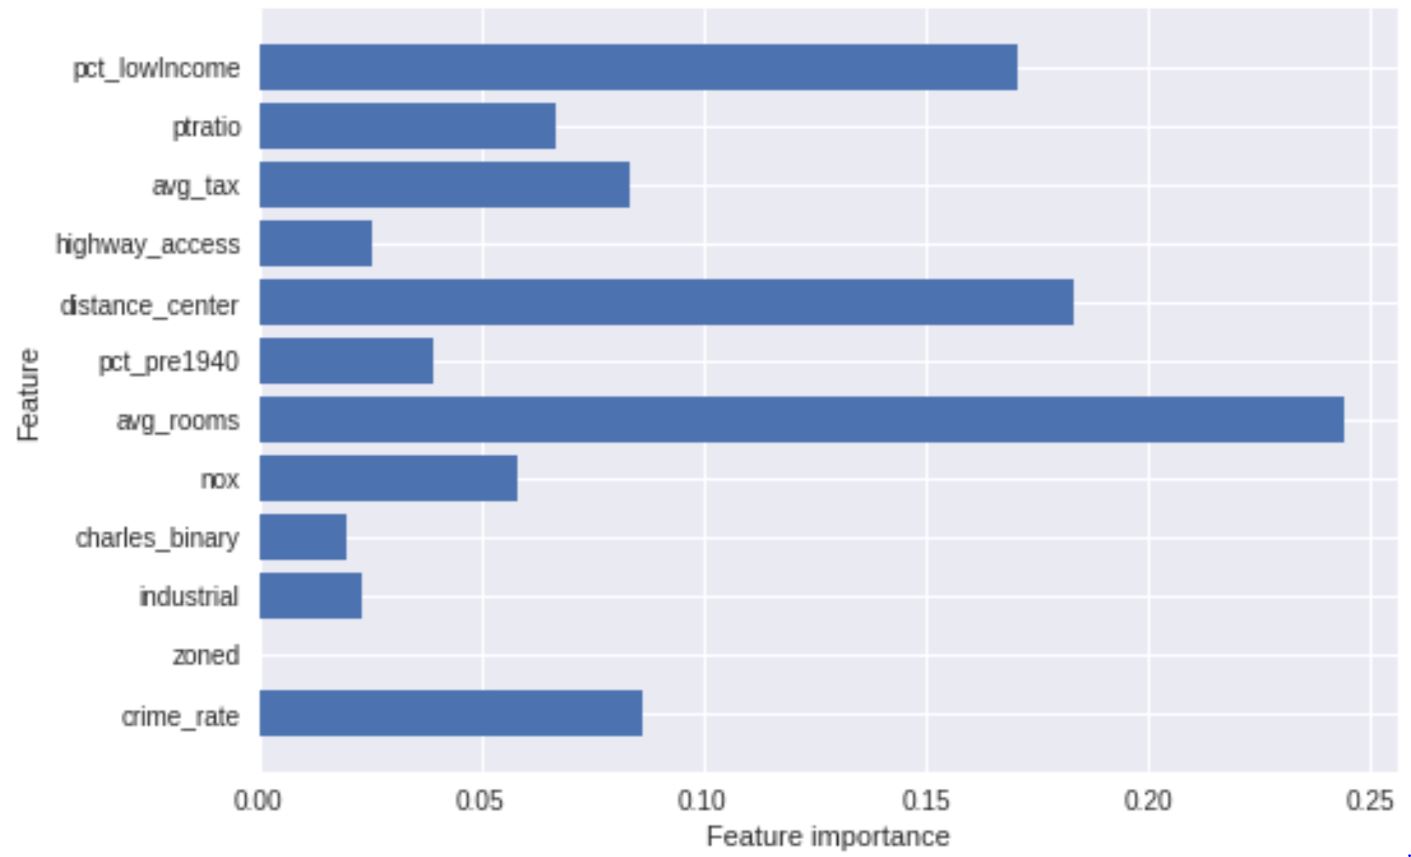 pct_lowIncome
ptratio
avg_tax
highway_access
distance_center
pct_pre1940
avg_rooms
nox
charles_binary
industrial
zoned
crime_rate
Feature
0.00 0.05 0.10 0.15 0.20 0.25
Feature importance